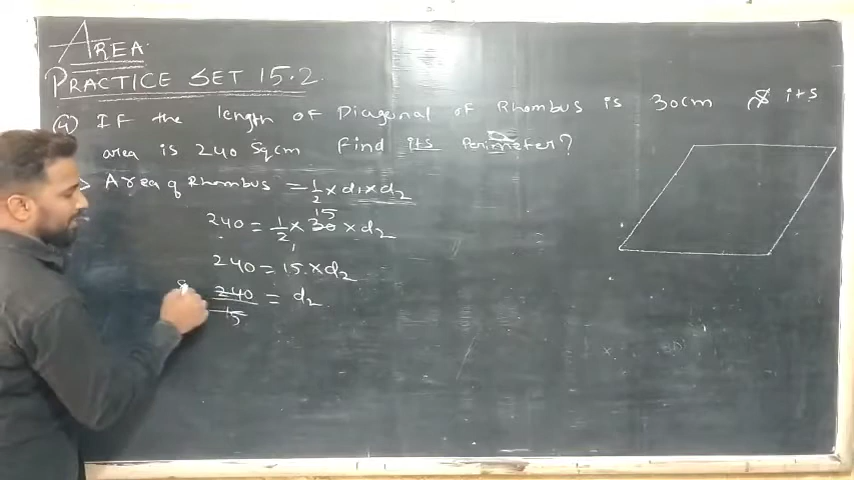 AREA
PRACTICE SET 15.2
(4) IF the length of Diagonal of Rhombus is 30cm & its
area is 240 Sqcm Find its Perimeter?
Area of Rhombus = 1/2 × d1 × d2
15
240 = 1/2 × 30 × d2
1
240 = 15 × d2
240/15 = d2